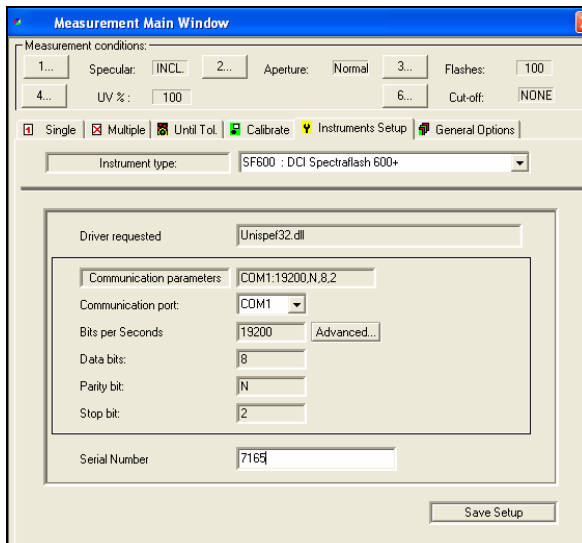 Measurement Main Window
Measurement conditions:
1... Specular: INCL. 2... Aperture: Normal 3... Flashes: 100
4... UV % : 100 6... Cut-off: NONE
1 Single Multiple Until Tol. Calibrate Instruments Setup General Options
Instrument type: SF600 : DCI Spectraflash 600+
Driver requested Unispef32.dll
Communication parameters COM1:19200,N,8,2
Communication port: COM1
Bits per Seconds 19200 Advanced...
Data bits: 8
Parity bit: N
Stop bit: 2
Serial Number 7165
Save Setup